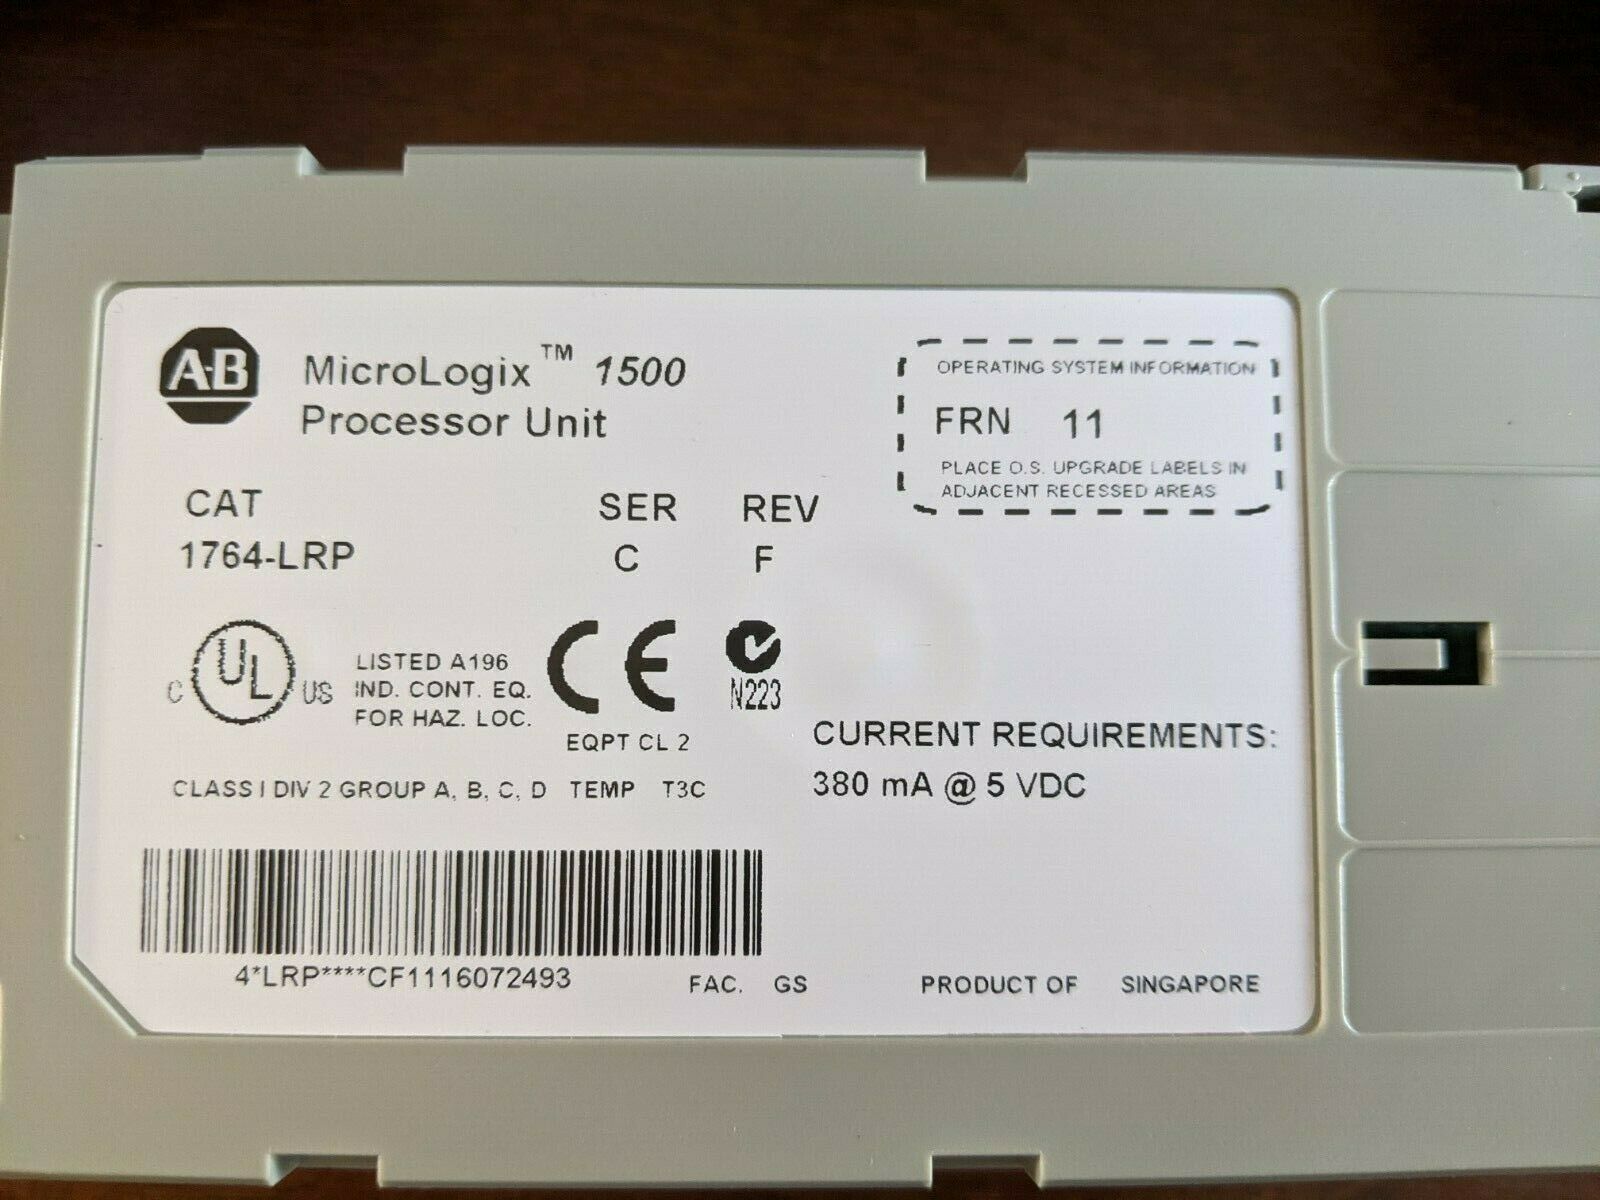 A-B
MicroLogix™ 1500
Processor Unit
OPERATING SYSTEM INFORMATION
FRN 11
PLACE O.S. UPGRADE LABELS IN
ADJACENT RECESSED AREAS
CAT SER REV
1764-LRP C F
C UL US
LISTED A196
IND. CONT. EQ.
FOR HAZ. LOC.
CE
EQPT CL 2
N223
CURRENT REQUIREMENTS:
380 mA @ 5 VDC
CLASS I DIV 2 GROUP A, B, C, D TEMP T3C
4*LRP****CF1116072493
FAC. GS
PRODUCT OF SINGAPORE